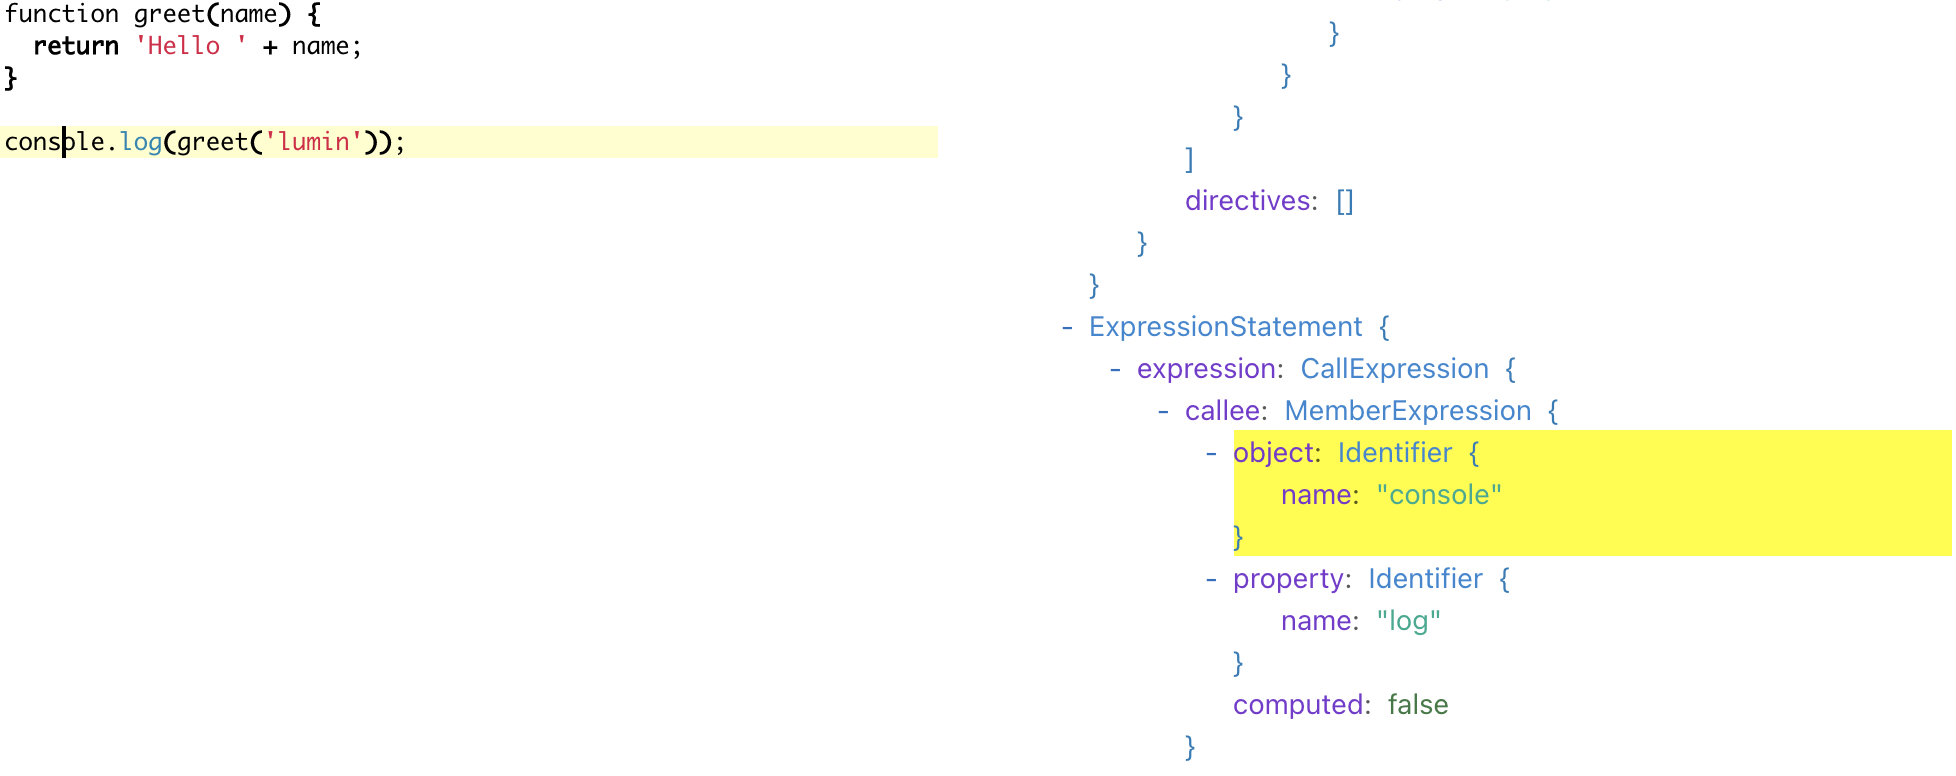 function greet(name) {
  return 'Hello ' + name;
}
console.log(greet('lumin'));
}
}
}
]
directives: []
}
}
- ExpressionStatement {
- expression: CallExpression {
- callee: MemberExpression {
- object: Identifier {
name: "console"
}
- property: Identifier {
name: "log"
}
computed: false
}